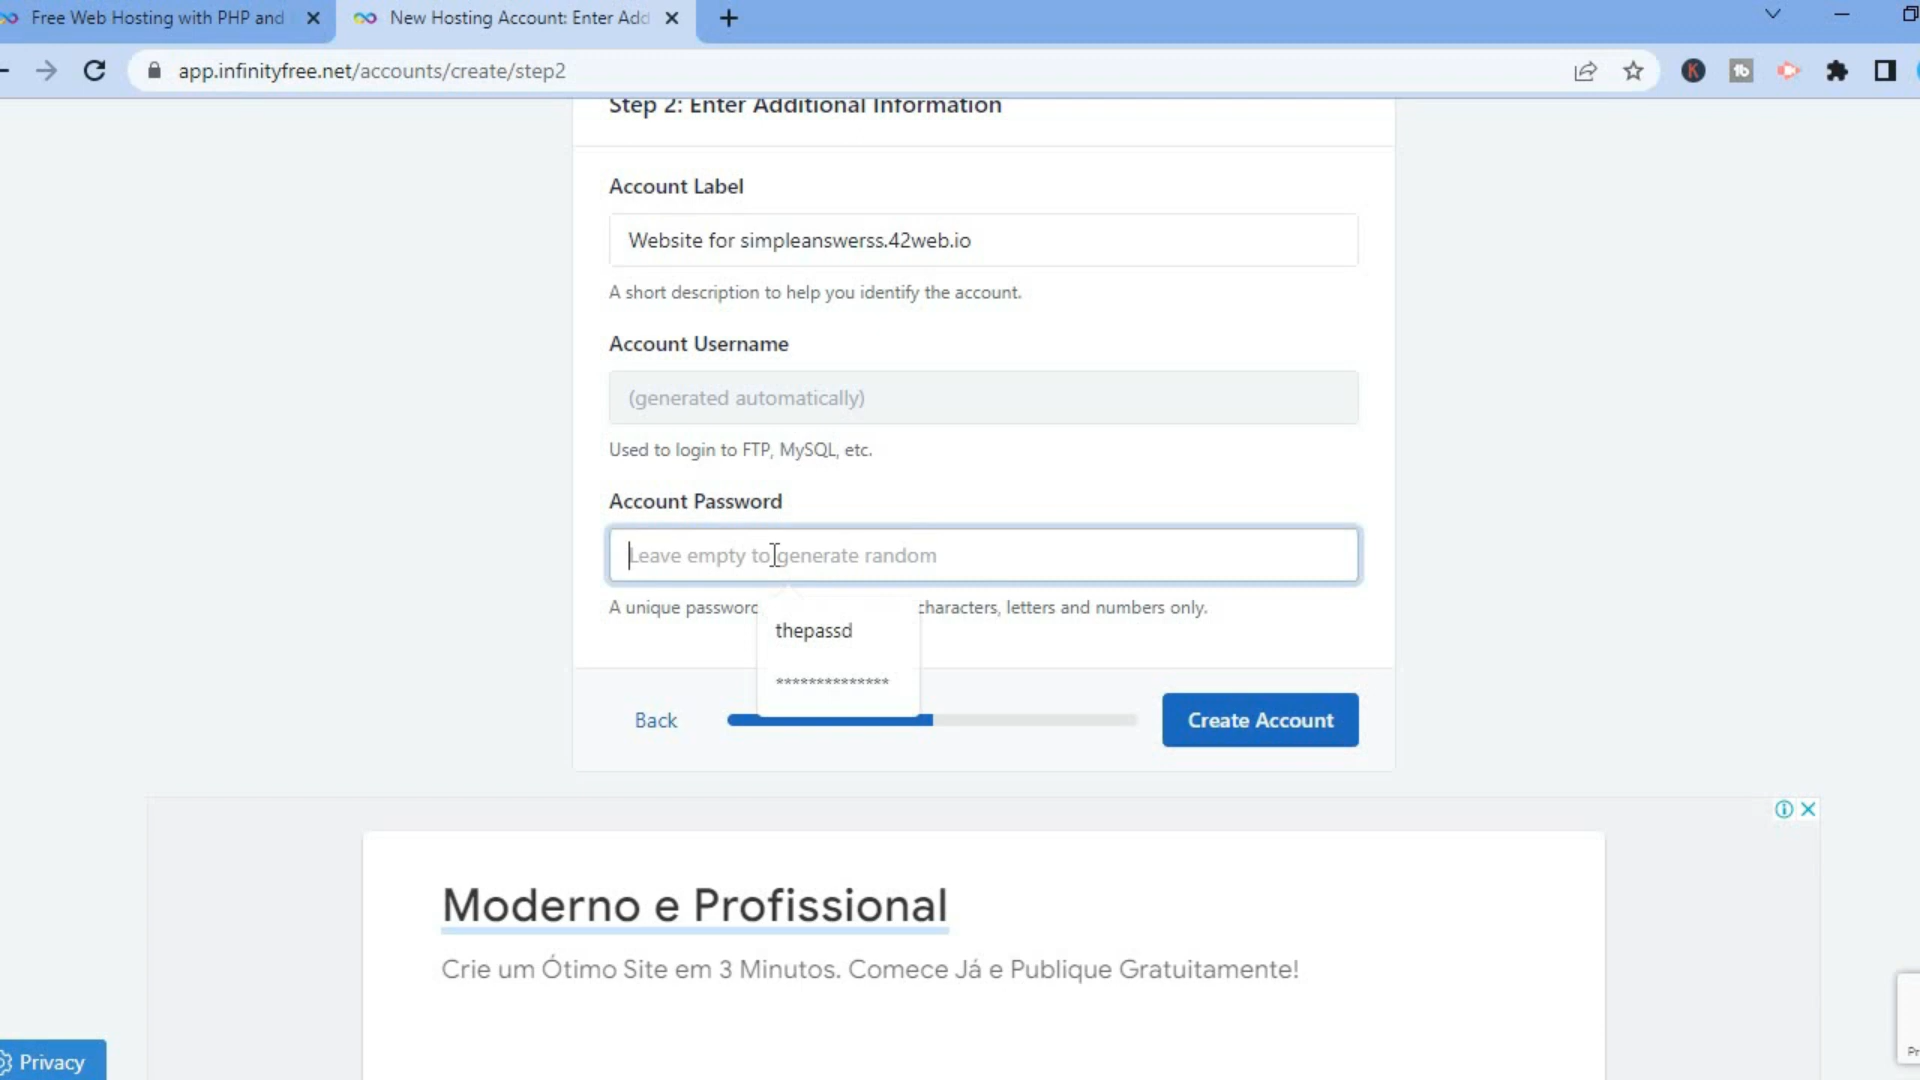 Free Web Hosting with PHP and
New Hosting Account: Enter Add
app.infinityfree.net/accounts/create/step2
Step 2: Enter Additional Information
Account Label
Website for simpleanswerss.42web.io
A short description to help you identify the account.
Account Username
(generated automatically)
Used to login to FTP, MySQL, etc.
Account Password
Leave empty to generate random
A unique password characters, letters and numbers only.
thepassd
**************
Back
Create Account
Moderno e Profissional
Crie um Ótimo Site em 3 Minutos. Comece Já e Publique Gratuitamente!
Privacy